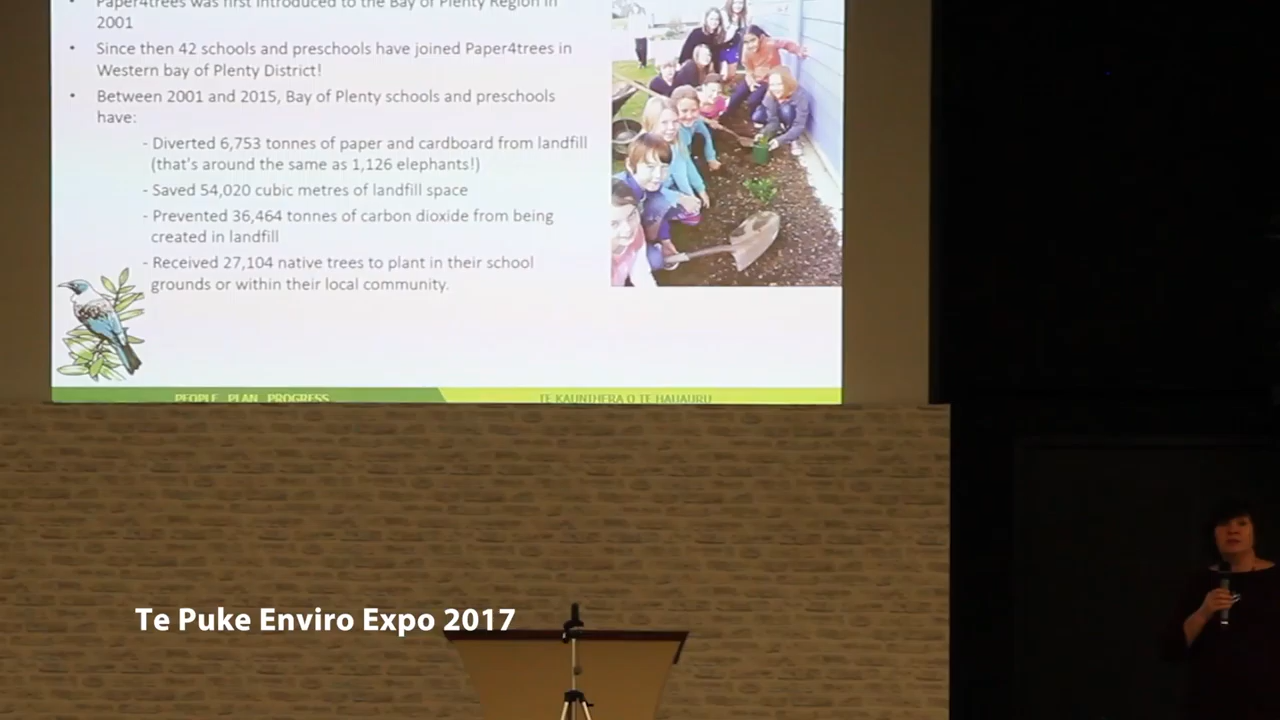 Paper4trees was first introduced to the Bay of Plenty Region in
2001
• Since then 42 schools and preschools have joined Paper4trees in
Western bay of Plenty District!
• Between 2001 and 2015, Bay of Plenty schools and preschools
have:
- Diverted 6,753 tonnes of paper and cardboard from landfill
(that's around the same as 1,126 elephants!)
- Saved 54,020 cubic metres of landfill space
- Prevented 36,464 tonnes of carbon dioxide from being
created in landfill
- Received 27,104 native trees to plant in their school
grounds or within their local community.
PEOPLE PLAN PROGRESS
TE KAUNIHERA O TE HAUAURU
Te Puke Enviro Expo 2017